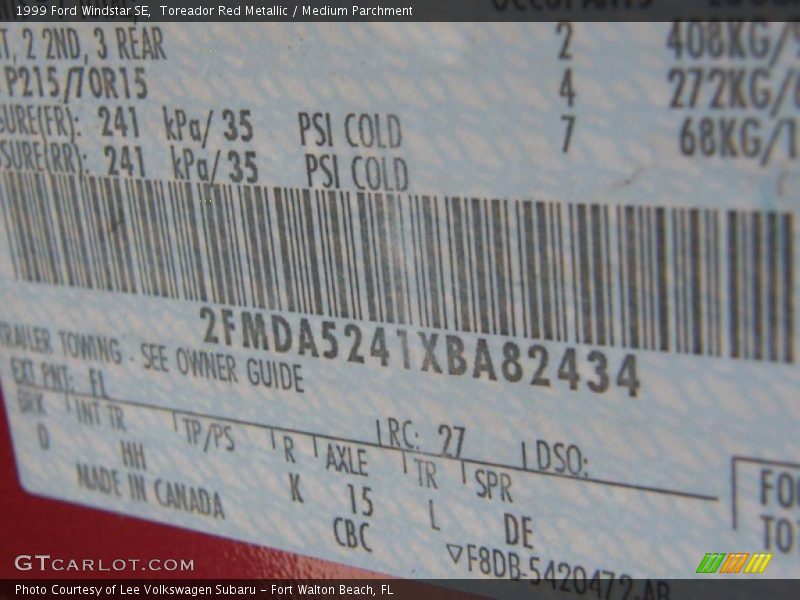 1999 Ford Windstar SE,  Toreador Red Metallic / Medium Parchment
2 2ND, 3 REAR 2 408KG/
P215/70R15 4 272KG/
SURE(FR): 241 kPa/ 35 PSI COLD 7 68KG/1
SSURE(RR): 241 kPa/ 35 PSI COLD
2FMDA5241XBA82434
TRAILER TOWING - SEE OWNER GUIDE
EXT PNT: FL RC: 27 DSO:
BRK INT TR TP/PS R AXLE TR SPR
D HH K 15 L DE
MADE IN CANADA CBC
▽F8DB-5420472-AB
GTCARLOT.COM
Photo Courtesy of Lee Volkswagen Subaru – Fort Walton Beach, FL